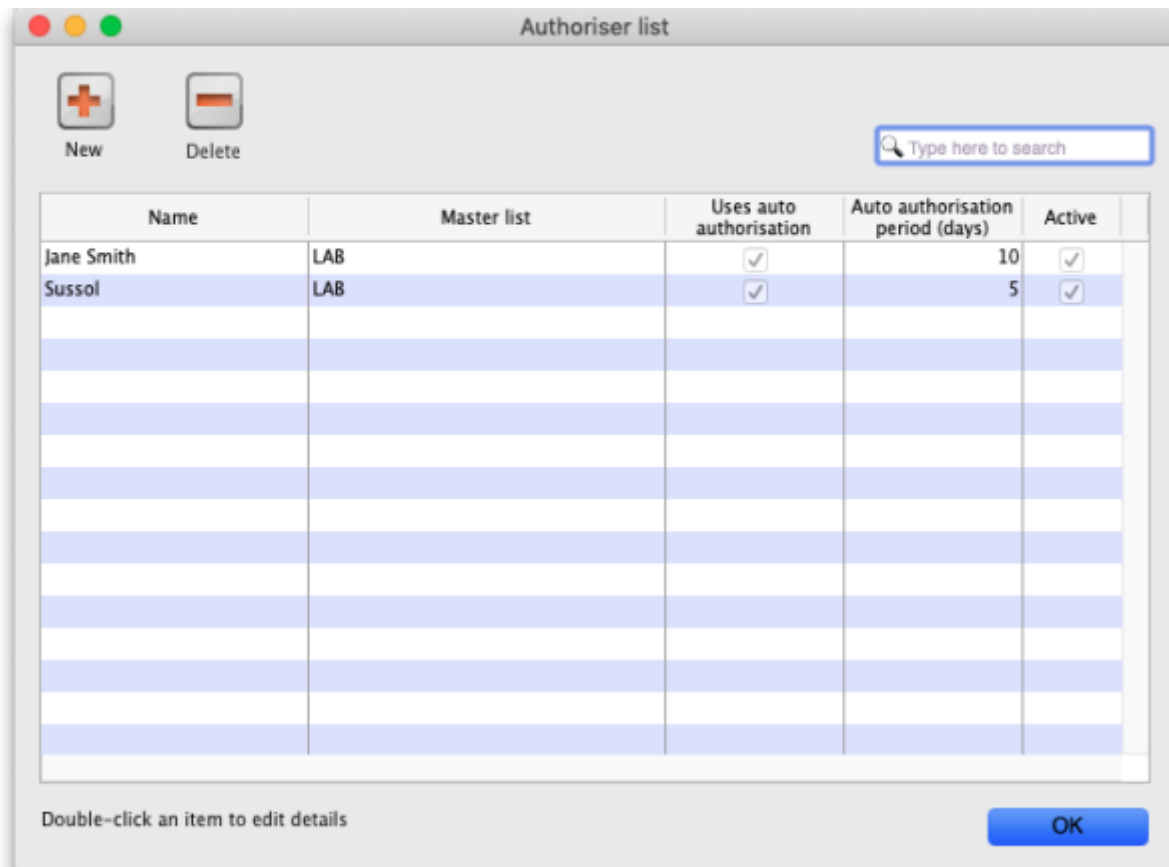 Authoriser list
New Delete
Type here to search
Name Master list Uses auto authorisation Auto authorisation period (days) Active
Jane Smith LAB 10
Sussol LAB 5
Double-click an item to edit details
OK